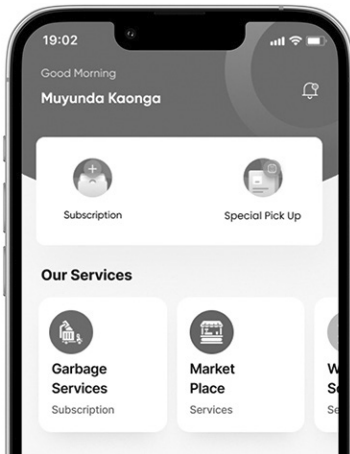 19:02
Good Morning
Muyunda Kaonga
Subscription
Special Pick Up
Our Services
Garbage
Services
Subscription
Market
Place
Services